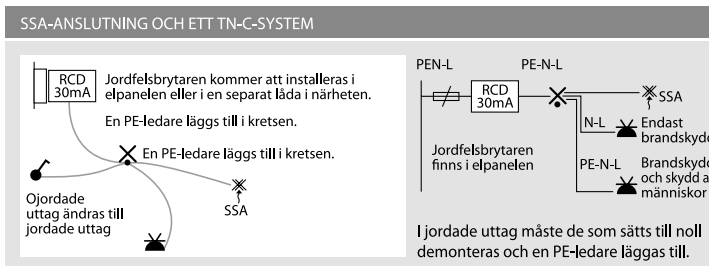 SSA-ANSLUTNING OCH ETT TN-C-SYSTEM
RCD
30mA
Jordfelsbrytaren kommer att installeras i
elpanelen eller i en separat låda i närheten.
En PE-ledare läggs till i kretsen.
En PE-ledare läggs till i kretsen.
Ojordade
uttag ändras till
jordade uttag
SSA
PEN-L
PE-N-L
RCD
30mA
SSA
N-L
Endast
Jordfelsbrytaren
finns i elpanelen
PE-N-L
och skydd
människor
I jordade uttag måste de som sätts till noll
demonteras och en PE-ledare läggas till.